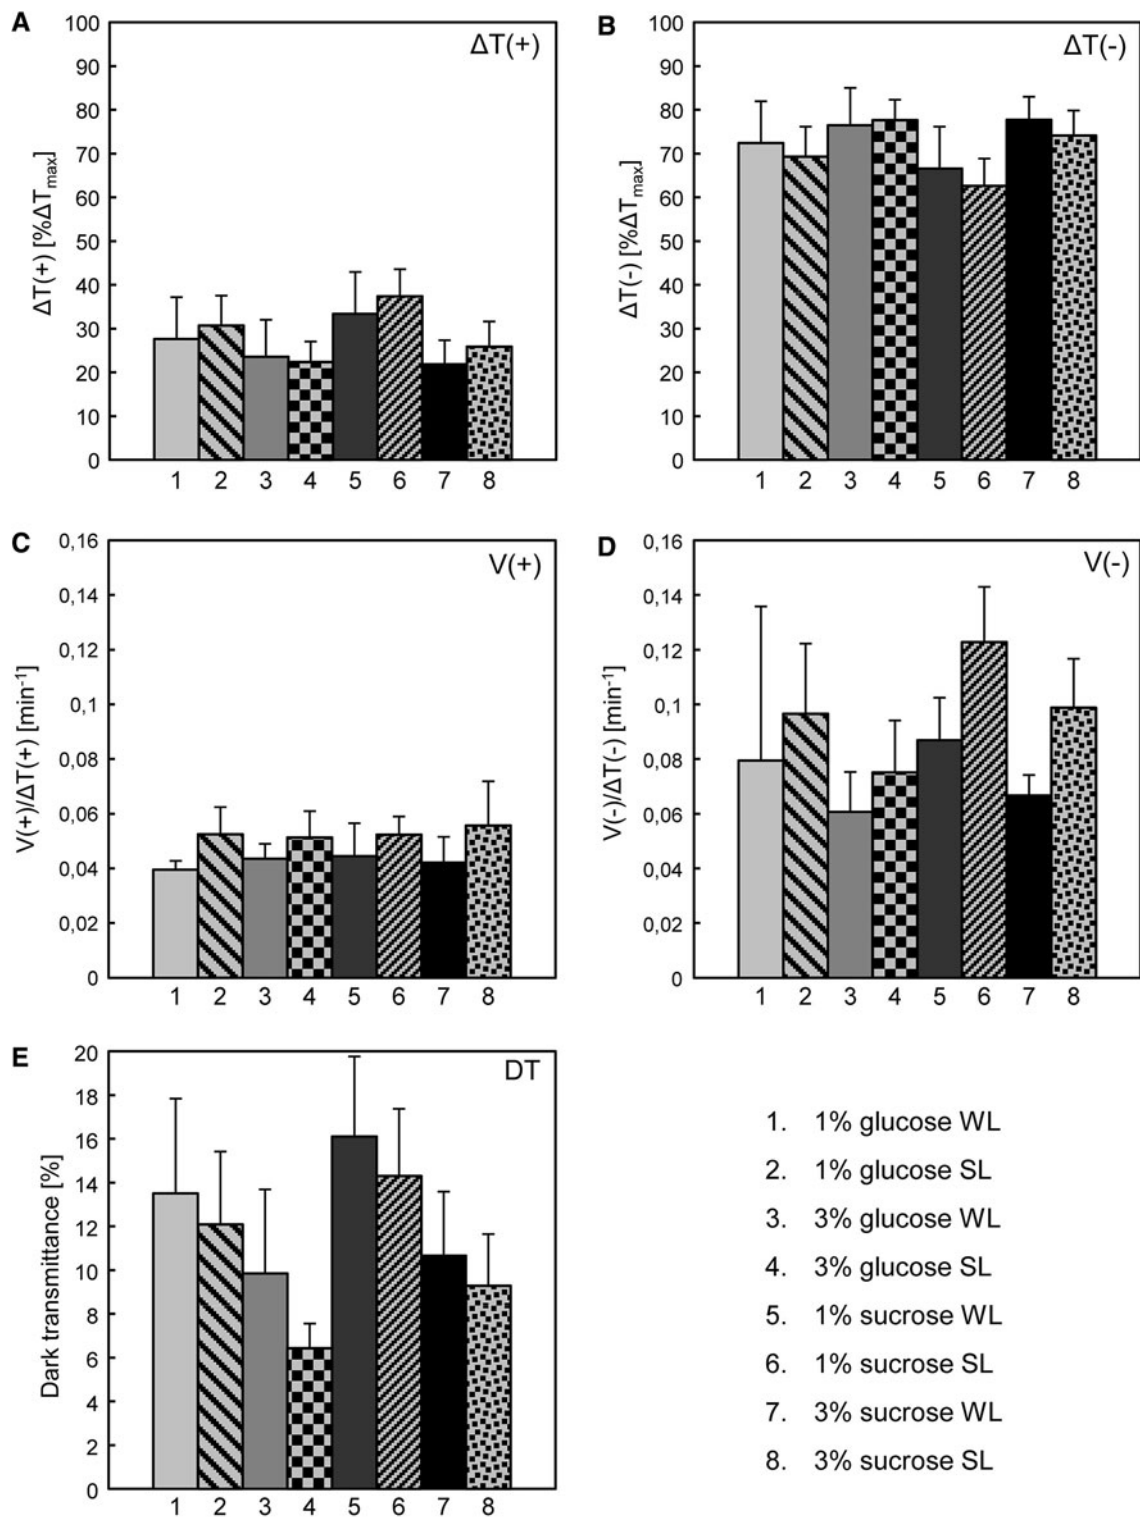 A
ΔT(+)
ΔT(+) [%ΔTmax]
100
90
80
70
60
50
40
30
20
10
0
1 2 3 4 5 6 7 8
B
ΔT(-)
ΔT(-) [%ΔTmax]
100
90
80
70
60
50
40
30
20
10
0
1 2 3 4 5 6 7 8
C
V(+)
V(+)/ΔT(+) [min-1]
0,16
0,14
0,12
0,1
0,08
0,06
0,04
0,02
0
1 2 3 4 5 6 7 8
D
V(-)
V(-)/ΔT(-) [min-1]
0,16
0,14
0,12
0,1
0,08
0,06
0,04
0,02
0
1 2 3 4 5 6 7 8
E
DT
Dark transmittance [%]
20
18
16
14
12
10
8
6
4
2
0
1 2 3 4 5 6 7 8
1. 1% glucose WL
2. 1% glucose SL
3. 3% glucose WL
4. 3% glucose SL
5. 1% sucrose WL
6. 1% sucrose SL
7. 3% sucrose WL
8. 3% sucrose SL